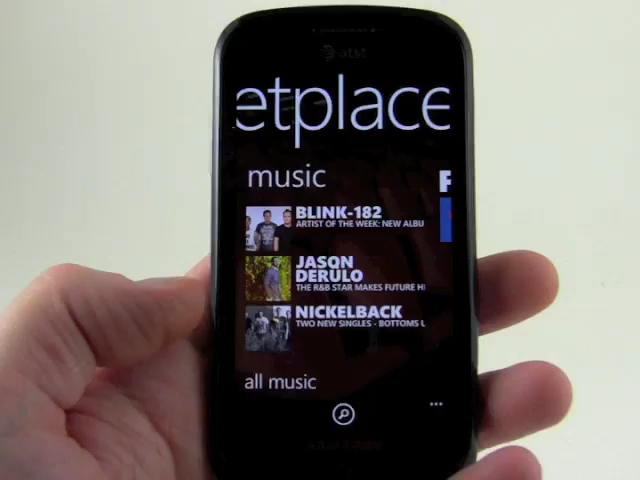 at&t
etplace
music
BLINK-182
ARTIST OF THE WEEK: NEW ALBU
JASON
DERULO
THE R&B STAR MAKES FUTURE HI
NICKELBACK
TWO NEW SINGLES - BOTTOMS U
all music